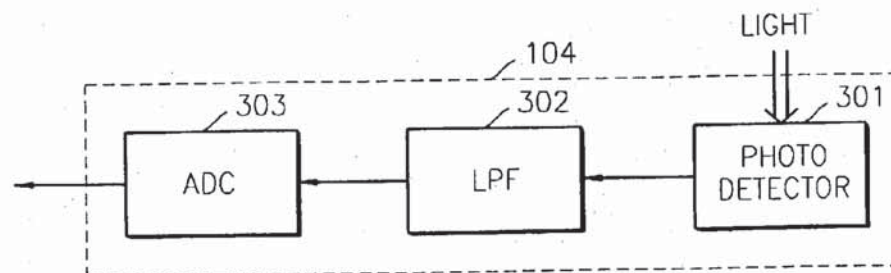 LIGHT
104
303
302
301
ADC
LPF
PHOTO
DETECTOR